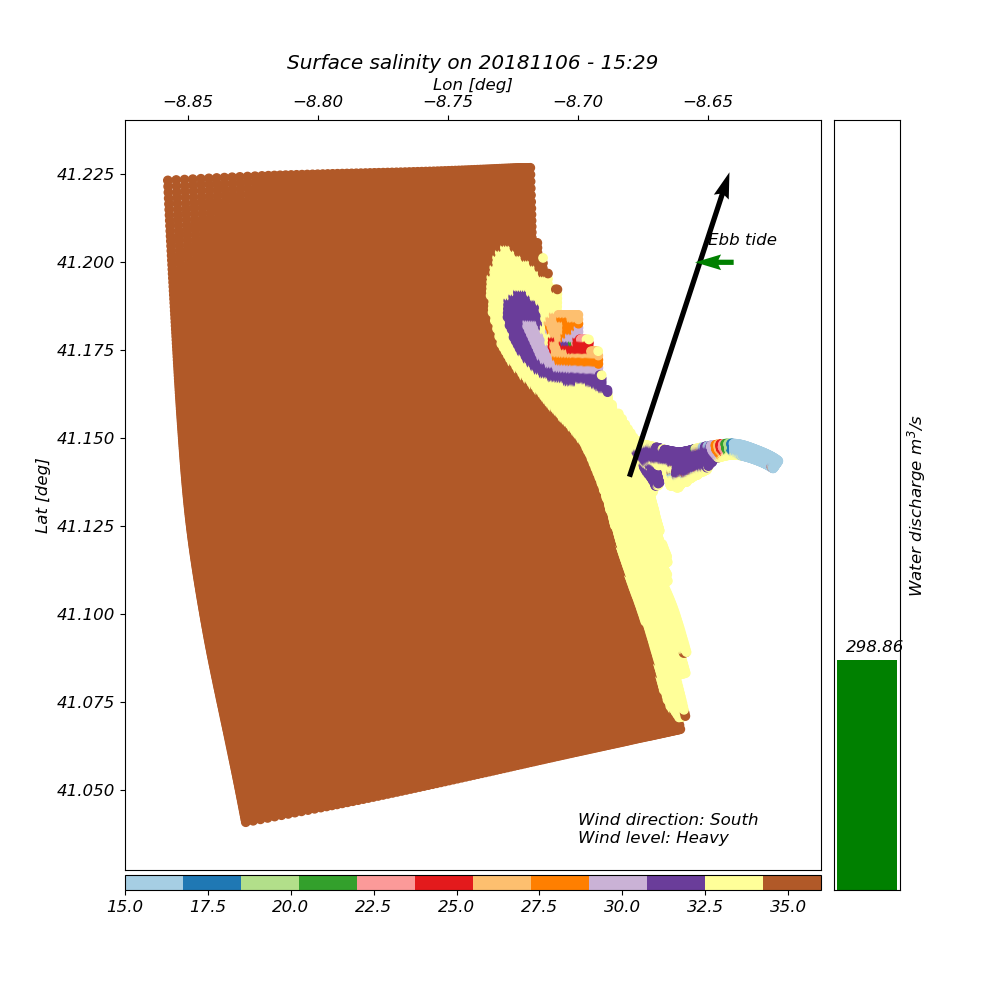 Surface salinity on 20181106 - 15:29
Lon [deg]
−8.85 −8.80 −8.75 −8.70 −8.65
41.225
41.200
41.175
41.150
41.125
41.100
41.075
41.050
Lat [deg]
Ebb tide
Wind direction: South
Wind level: Heavy
298.86
Water discharge m³/s
15.0 17.5 20.0 22.5 25.0 27.5 30.0 32.5 35.0